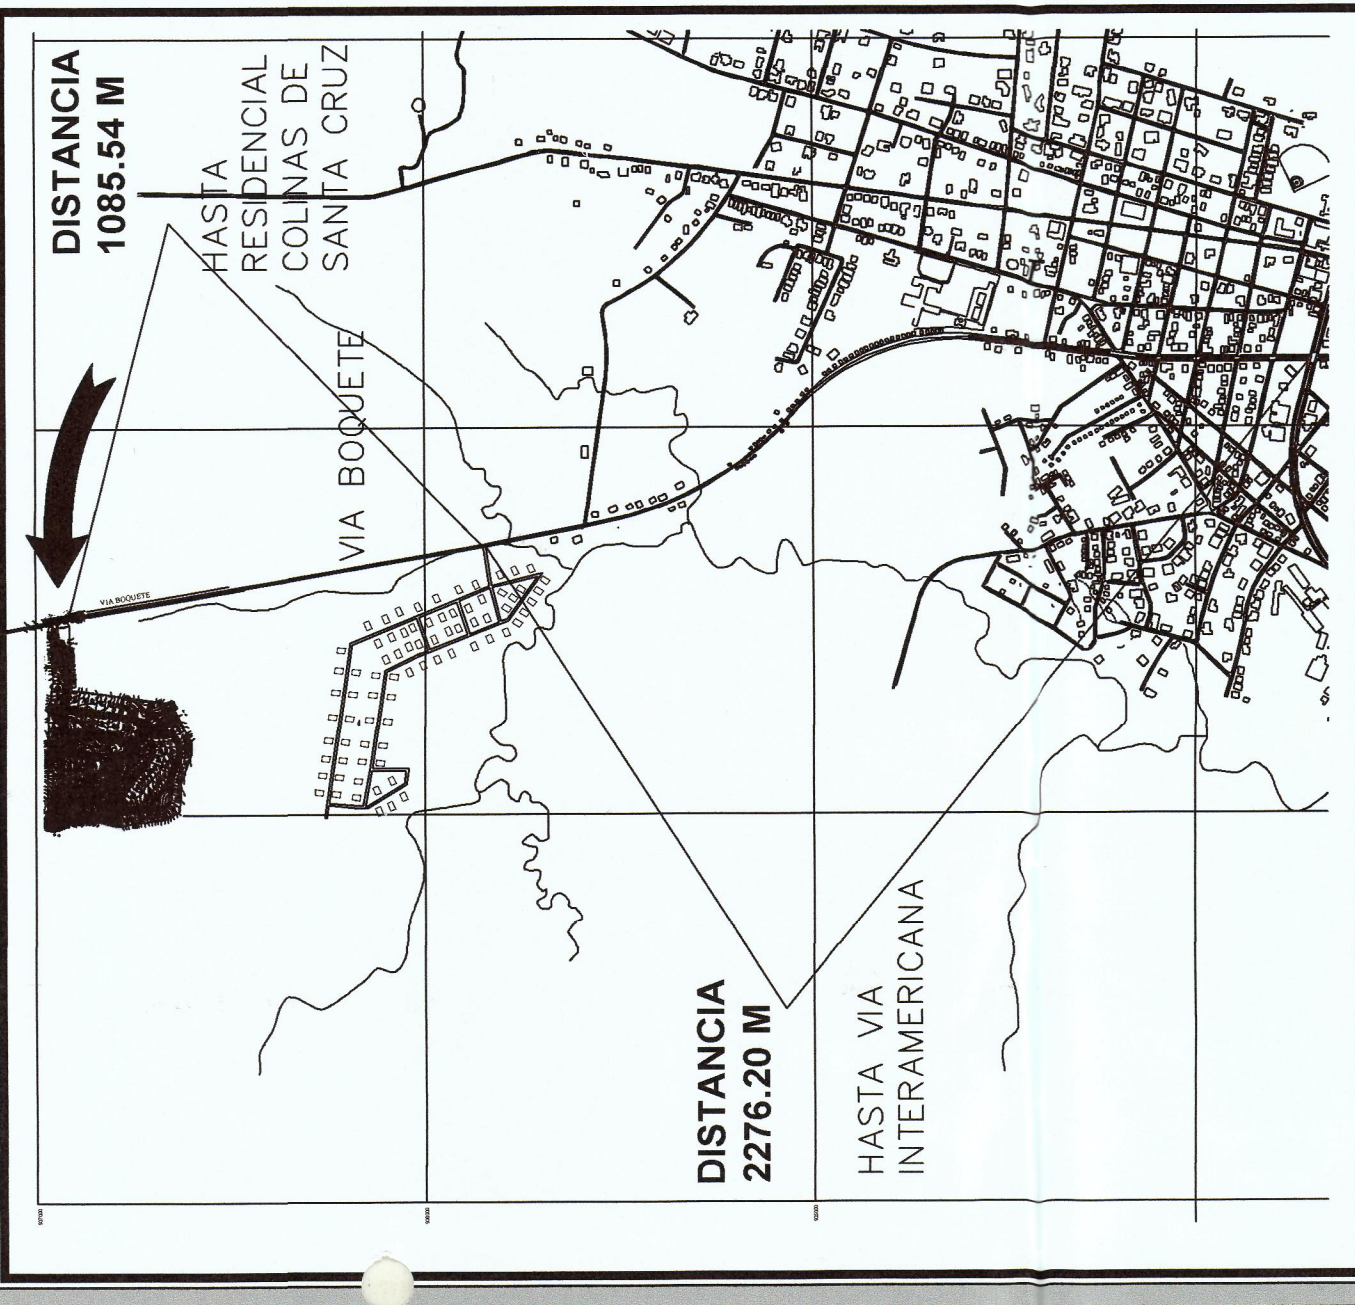 DISTANCIA
1085.54 M
HASTA
RESIDENCIAL
COLINAS DE
SANTA CRUZ
VIA BOQUETE
VIA BOQUETE
DISTANCIA
2276.20 M
HASTA VIA
INTERAMERICANA